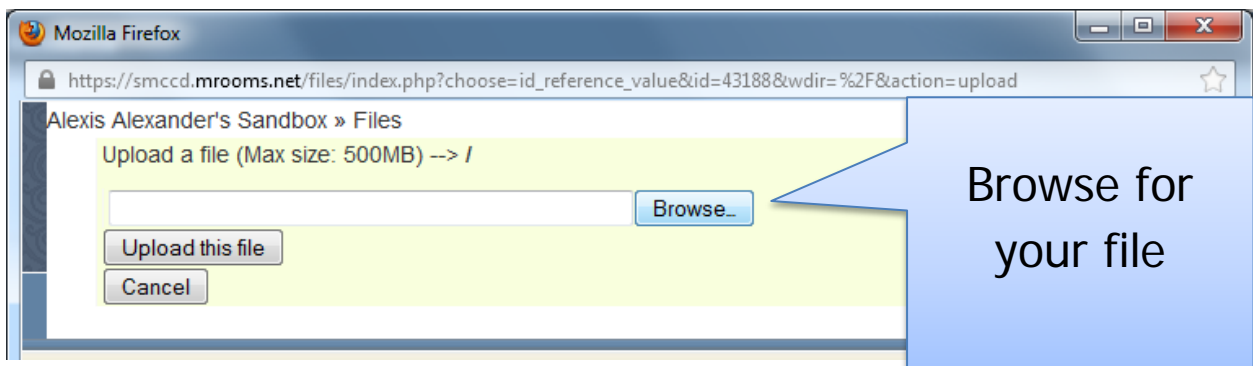 Mozilla Firefox
https://smccd.mrooms.net/files/index.php?choose=id_reference_value&id=43188&wdir=%2F&action=upload
Alexis Alexander's Sandbox » Files
Upload a file (Max size: 500MB) --> /
Browse...
Upload this file
Cancel
Browse for
your file